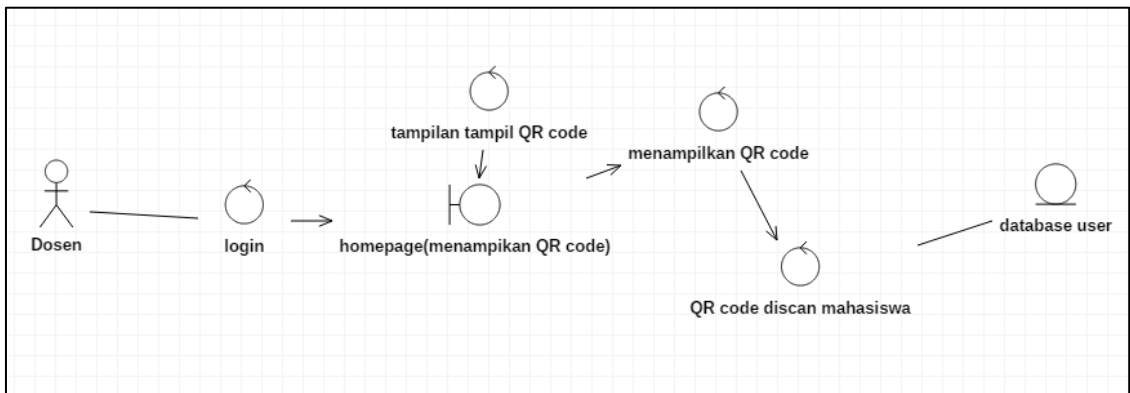 tampilan tampil QR code
menampilkan QR code
Dosen
login
homepage(menampikan QR code)
database user
QR code discan mahasiswa